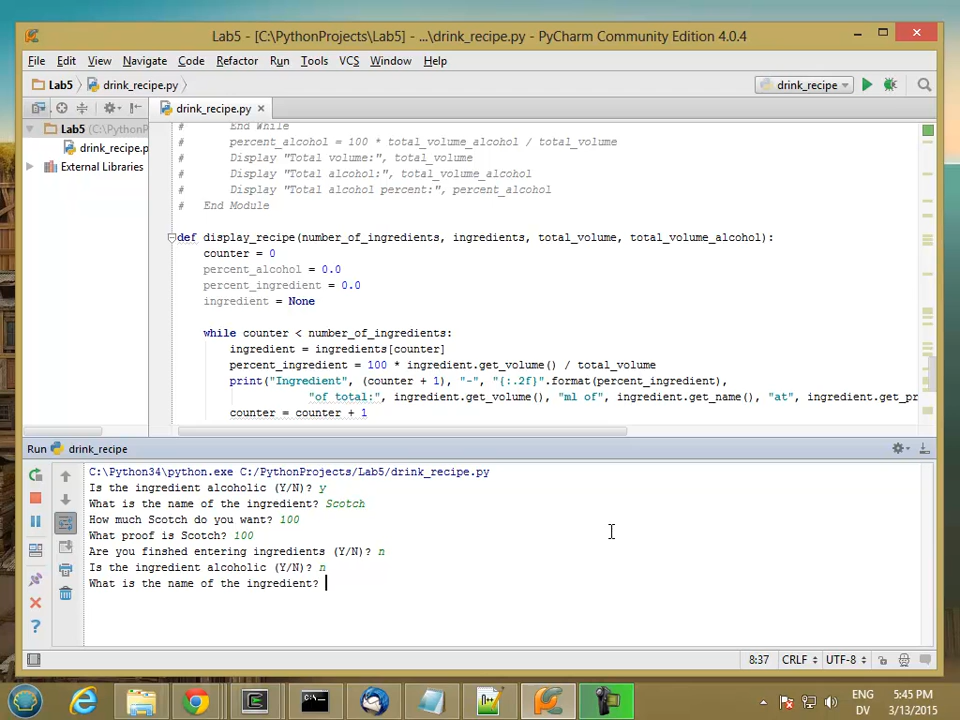 Lab5 - [C:\PythonProjects\Lab5] - ...\drink_recipe.py - PyCharm Community Edition 4.0.4
File Edit View Navigate Code Refactor Run Tools VCS Window Help
Lab5 drink_recipe.py drink_recipe
drink_recipe.py
Lab5 (C:\PythonP
drink_recipe.p
External Libraries
# End While
# percent_alcohol = 100 * total_volume_alcohol / total_volume
# Display "Total volume:", total_volume
# Display "Total alcohol:", total_volume_alcohol
# Display "Total alcohol percent:", percent_alcohol
# End Module
def display_recipe(number_of_ingredients, ingredients, total_volume, total_volume_alcohol):
counter = 0
percent_alcohol = 0.0
percent_ingredient = 0.0
ingredient = None
while counter < number_of_ingredients:
ingredient = ingredients[counter]
percent_ingredient = 100 * ingredient.get_volume() / total_volume
print("Ingredient", (counter + 1), "-", "{:.2f}".format(percent_ingredient),
"of total:", ingredient.get_volume(), "ml of", ingredient.get_name(), "at", ingredient.get_pr
counter = counter + 1
Run drink_recipe
C:\Python34\python.exe C:/PythonProjects/Lab5/drink_recipe.py
Is the ingredient alcoholic (Y/N)? y
What is the name of the ingredient? Scotch
How much Scotch do you want? 100
What proof is Scotch? 100
Are you finshed entering ingredients (Y/N)? n
Is the ingredient alcoholic (Y/N)? n
What is the name of the ingredient?
8:37 CRLF UTF-8
ENG 5:45 PM
DV 3/13/2015